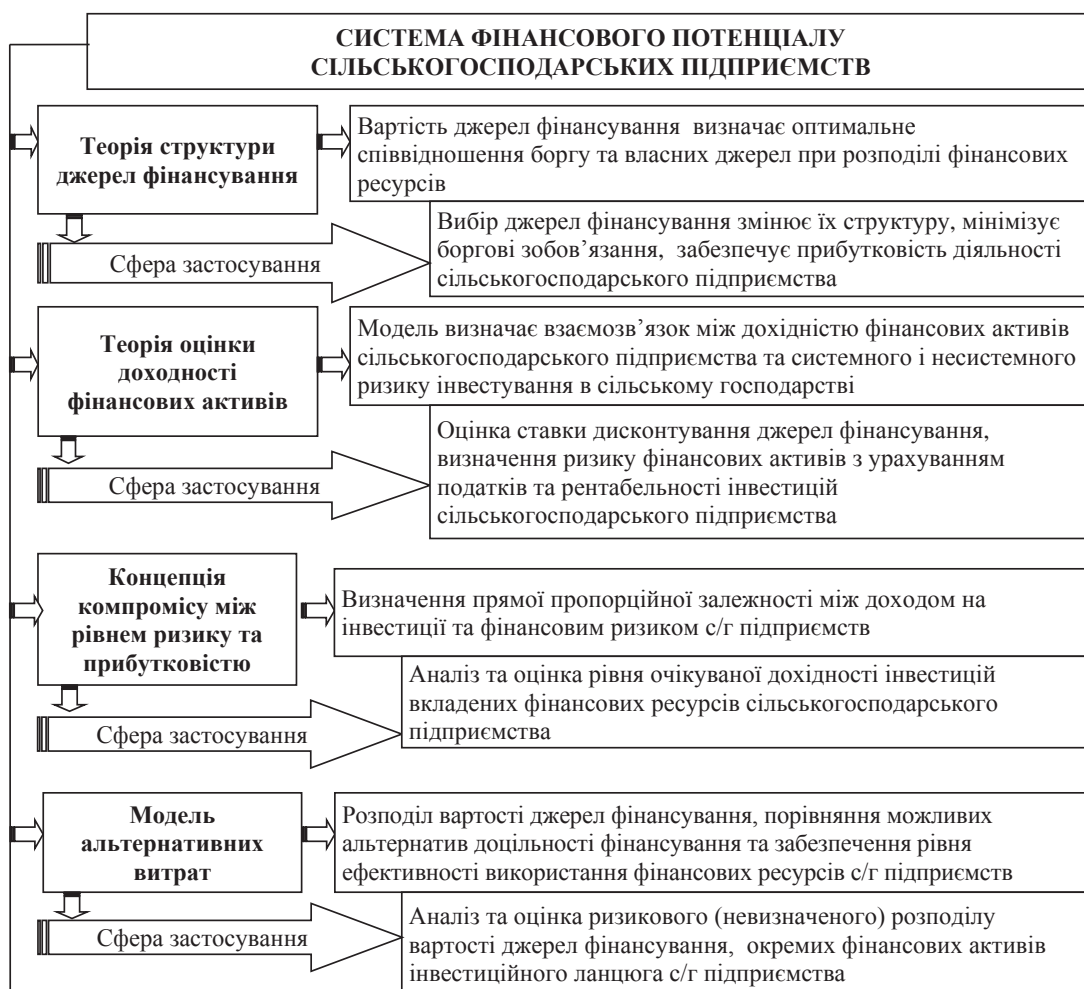 СИСТЕМА ФІНАНСОВОГО ПОТЕНЦІАЛУ
СІЛЬСЬКОГОСПОДАРСЬКИХ ПІДПРИЄМСТВ
Теорія структури
джерел фінансування
Вартість джерел фінансування визначає оптимальне
співвідношення боргу та власних джерел при розподілі фінансових
ресурсів
Сфера застосування
Вибір джерел фінансування змінює їх структуру, мінімізує
боргові зобов’язання, забезпечує прибутковість діяльності
сільськогосподарського підприємства
Теорія оцінки
доходності
фінансових активів
Модель визначає взаємозв’язок між дохідністю фінансових активів
сільськогосподарського підприємства та системного і несистемного
ризику інвестування в сільському господарстві
Сфера застосування
Оцінка ставки дисконтування джерел фінансування,
визначення ризику фінансових активів з урахуванням
податків та рентабельності інвестицій
сільськогосподарського підприємства
Концепція
компромісу між
рівнем ризику та
прибутковістю
Визначення прямої пропорційної залежності між доходом на
інвестиції та фінансовим ризиком с/г підприємств
Сфера застосування
Аналіз та оцінка рівня очікуваної дохідності інвестицій
вкладених фінансових ресурсів сільськогосподарського
підприємства
Модель
альтернативних
витрат
Розподіл вартості джерел фінансування, порівняння можливих
альтернатив доцільності фінансування та забезпечення рівня
ефективності використання фінансових ресурсів с/г підприємств
Сфера застосування
Аналіз та оцінка ризикового (невизначеного) розподілу
вартості джерел фінансування, окремих фінансових активів
інвестиційного ланцюга с/г підприємства